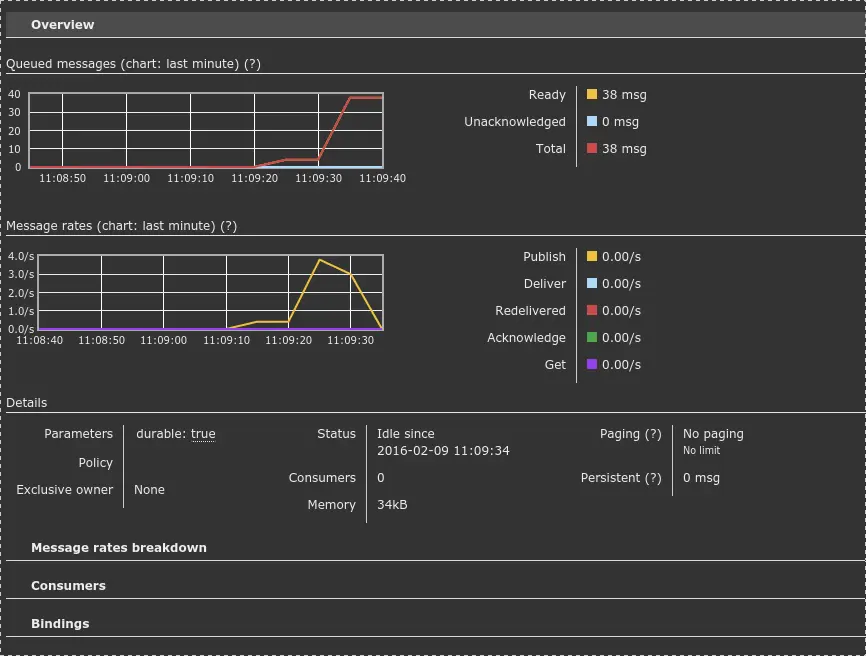 Overview
Queued messages (chart: last minute) (?)
40
30
20
10
0
11:08:50 11:09:00 11:09:10 11:09:20 11:09:30 11:09:40
Ready 38 msg
Unacknowledged 0 msg
Total 38 msg
Message rates (chart: last minute) (?)
4.0/s
3.0/s
2.0/s
1.0/s
0.0/s
11:08:40 11:08:50 11:09:00 11:09:10 11:09:20 11:09:30
Publish 0.00/s
Deliver 0.00/s
Redelivered 0.00/s
Acknowledge 0.00/s
Get 0.00/s
Details
Parameters durable: true
Policy
Exclusive owner None
Status Idle since
2016-02-09 11:09:34
Consumers 0
Memory 34kB
Paging (?) No paging
No limit
Persistent (?) 0 msg
Message rates breakdown
Consumers
Bindings